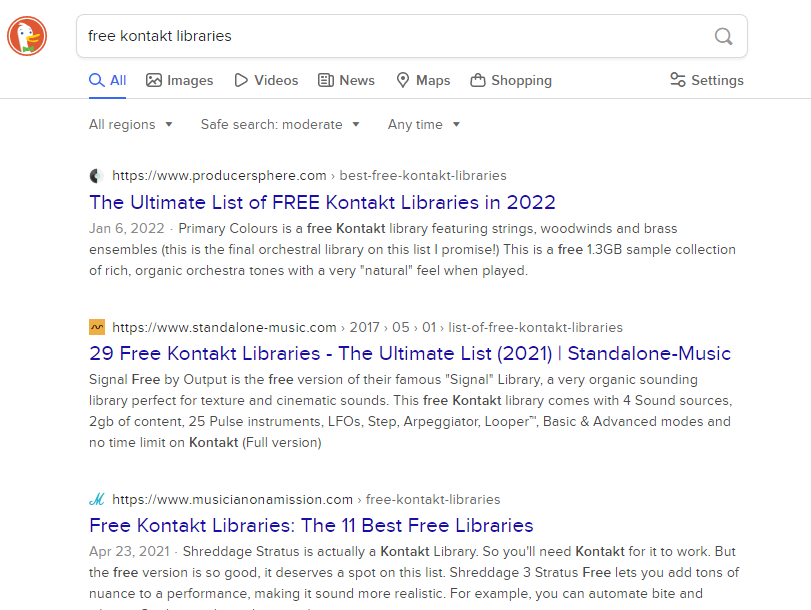 free kontakt libraries
All Images Videos News Maps Shopping Settings
All regions Safe search: moderate Any time
https://www.producersphere.com › best-free-kontakt-libraries
The Ultimate List of FREE Kontakt Libraries in 2022
Jan 6, 2022 · Primary Colours is a free Kontakt library featuring strings, woodwinds and brass
ensembles (this is the final orchestral library on this list I promise!) This is a free 1.3GB sample collection
of rich, organic orchestra tones with a very "natural" feel when played.
https://www.standalone-music.com › 2017 › 05 › 01 › list-of-free-kontakt-libraries
29 Free Kontakt Libraries - The Ultimate List (2021) | Standalone-Music
Signal Free by Output is the free version of their famous "Signal" Library, a very organic sounding
library perfect for texture and cinematic sounds. This free Kontakt library comes with 4 Sound sources,
2gb of content, 25 Pulse instruments, LFOs, Step, Arpeggiator, Looper™, Basic & Advanced modes and
no time limit on Kontakt (Full version)
https://www.musicianonamission.com › free-kontakt-libraries
Free Kontakt Libraries: The 11 Best Free Libraries
Apr 23, 2021 · Shreddage Stratus is actually a Kontakt Library. So you'll need Kontakt for it to work. But
the free version is so good, it deserves a spot on this list. Shreddage 3 Stratus Free lets you add tons of
nuance to a performance, making it sound more realistic. For example, you can automate bite and